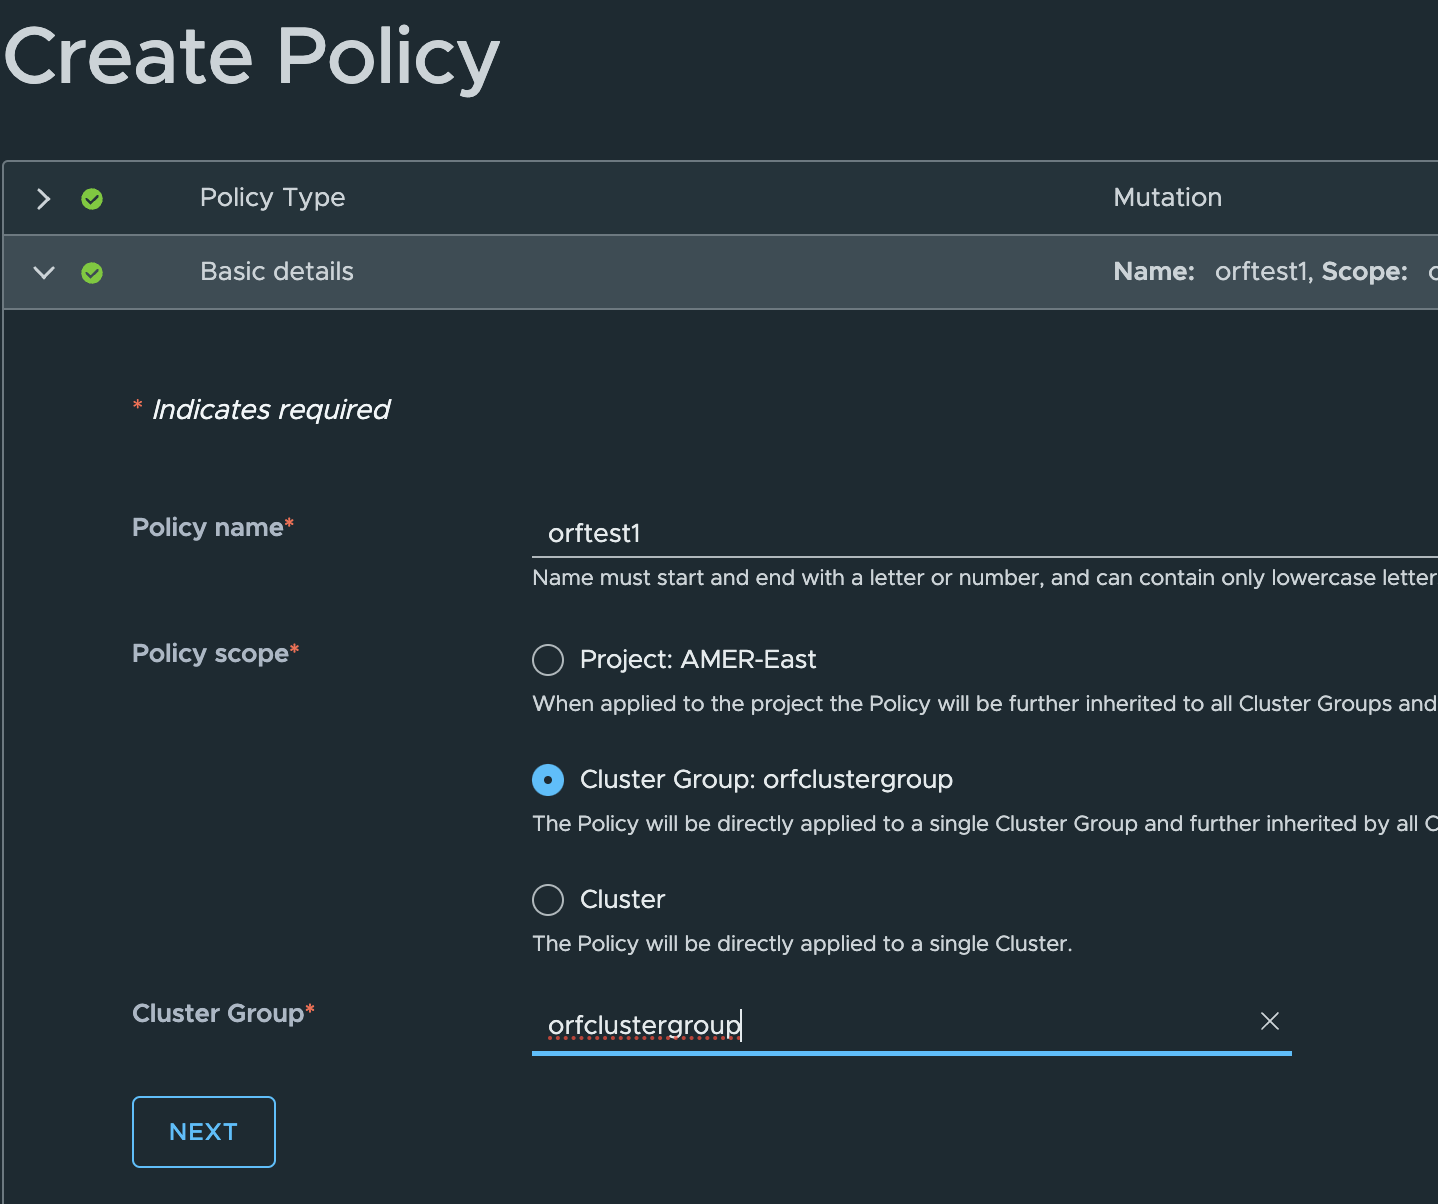 Create Policy
Policy Type Mutation
Basic details Name: orftest1, Scope:
* Indicates required
Policy name* orftest1
Name must start and end with a letter or number, and can contain only lowercase letter
Policy scope* Project: AMER-East
When applied to the project the Policy will be further inherited to all Cluster Groups and
Cluster Group: orfclustergroup
The Policy will be directly applied to a single Cluster Group and further inherited by all
Cluster
The Policy will be directly applied to a single Cluster.
Cluster Group* orfclustergroup
NEXT